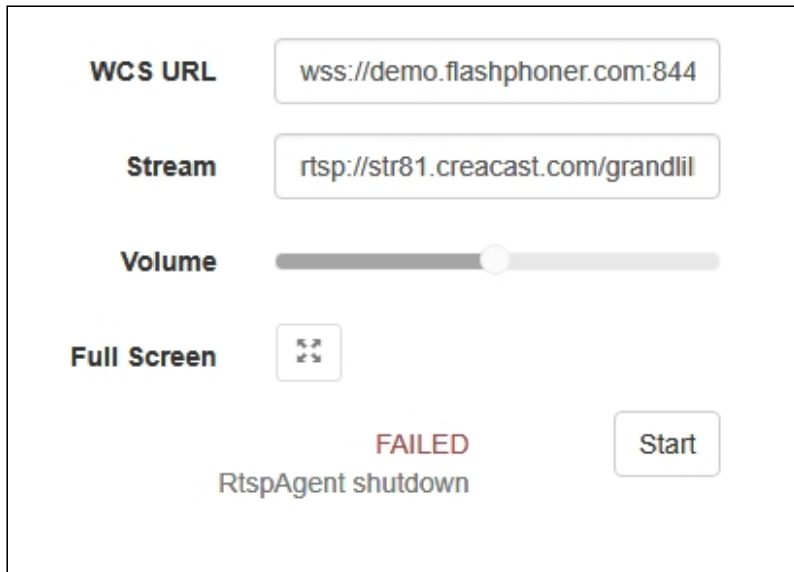 WCS URL
wss://demo.flashphoner.com:844
Stream
rtsp://str81.creacast.com/grandlil
Volume
Full Screen
FAILED
Start
RtspAgent shutdown